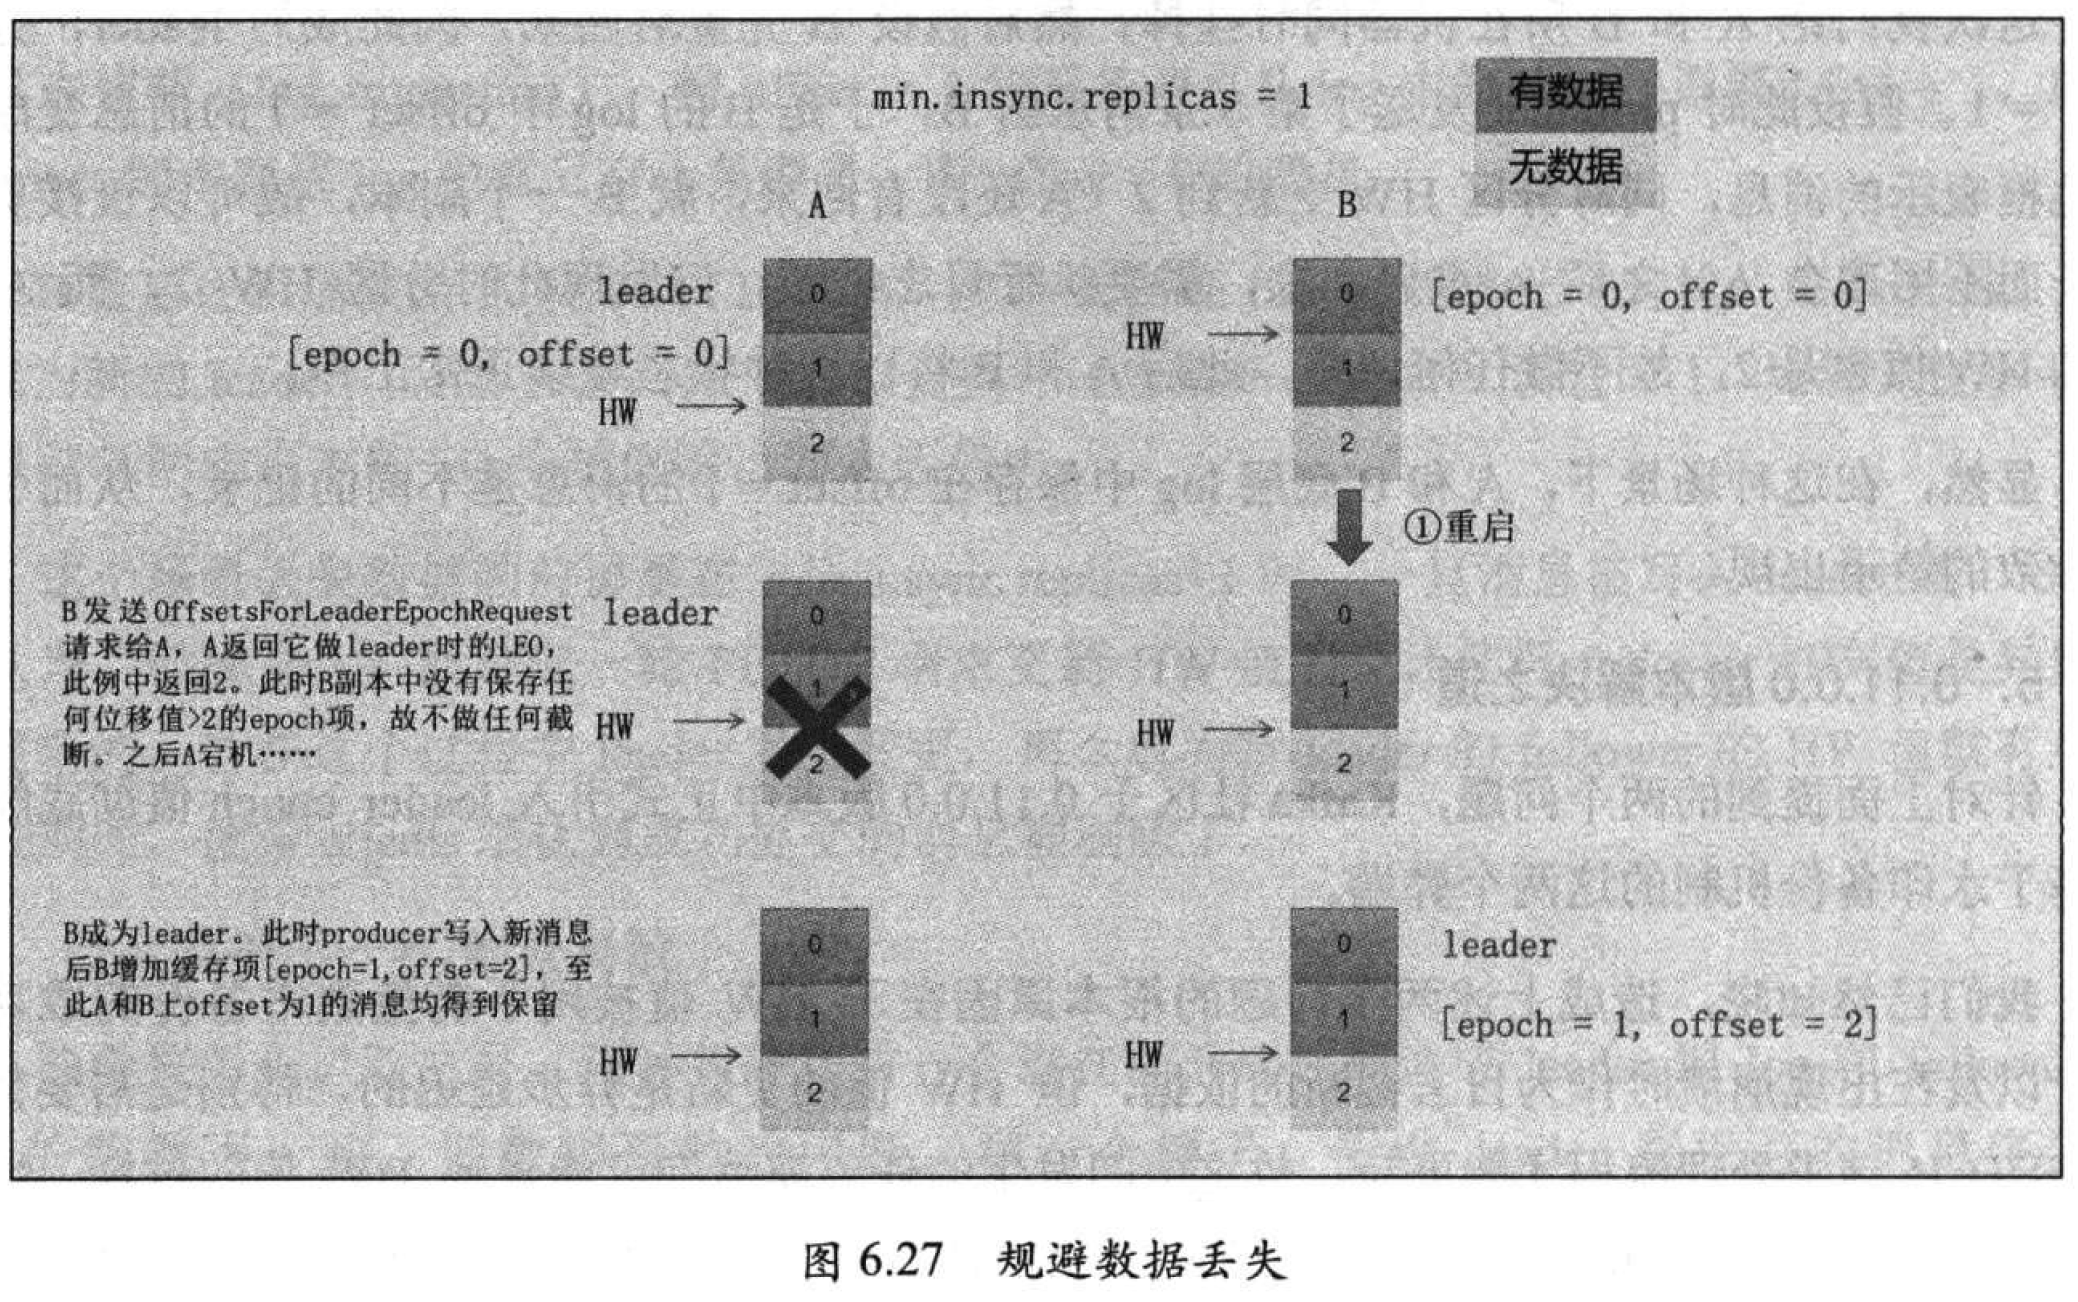 min.insync.replicas = 1
有数据
无数据
A
B
leader
[epoch = 0, offset = 0]
HW
0
1
2
HW
0
1
2
[epoch = 0, offset = 0]
①重启
B发送OffsetsForLeaderEpochRequest
请求给A，A返回它做leader时的LEO，
此例中返回2。此时B副本中没有保存任
何位移值>2的epoch项，故不做任何截
断。之后A宕机……
leader
HW
0
1
2
HW
0
1
2
B成为leader。此时producer写入新消息
后B增加缓存项[epoch=1,offset=2]，至
此A和B上offset为1的消息均得到保留
HW
0
1
2
HW
0
1
2
leader
[epoch = 1, offset = 2]
图 6.27 规避数据丢失